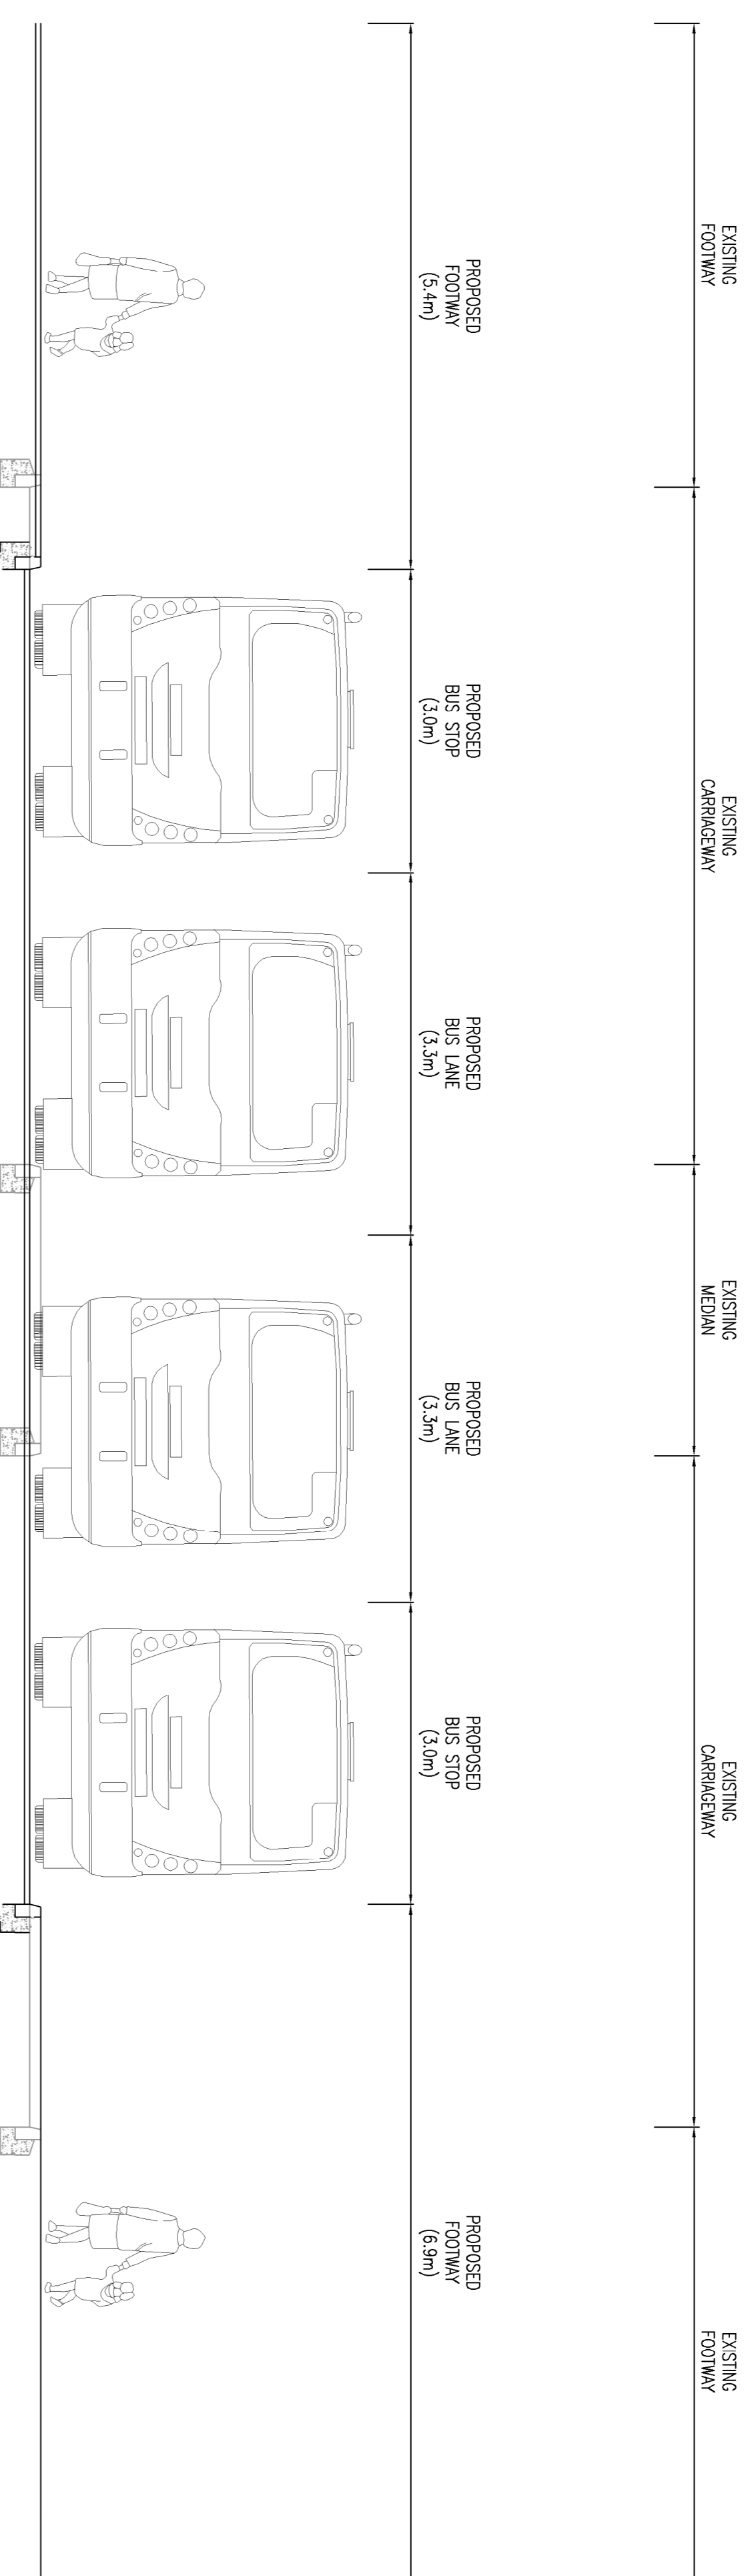 EXISTING
FOOTWAY
EXISTING
CARRIAGEWAY
EXISTING
MEDIAN
EXISTING
CARRIAGEWAY
EXISTING
FOOTWAY
PROPOSED
FOOTWAY
(5.4m)
PROPOSED
BUS STOP
(3.0m)
PROPOSED
BUS LANE
(3.3m)
PROPOSED
BUS LANE
(3.3m)
PROPOSED
BUS STOP
(3.0m)
PROPOSED
FOOTWAY
(6.9m)